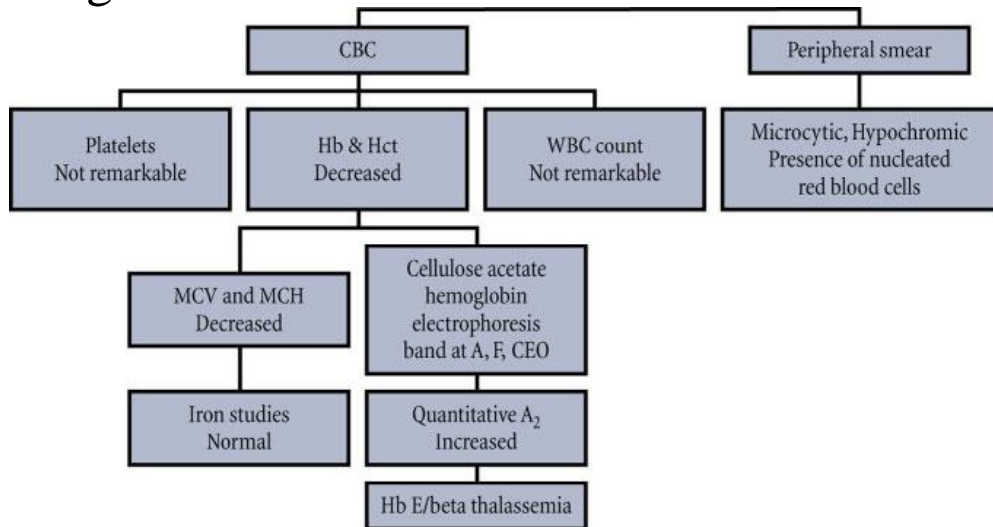 CBC
Peripheral smear
Platelets
Not remarkable
Hb & Hct
Decreased
WBC count
Not remarkable
Microcytic, Hypochromic
Presence of nucleated
red blood cells
MCV and MCH
Decreased
Cellulose acetate
hemoglobin
electrophoresis
band at A, F, CEO
Iron studies
Normal
Quantitative A₂
Increased
Hb E/beta thalassemia